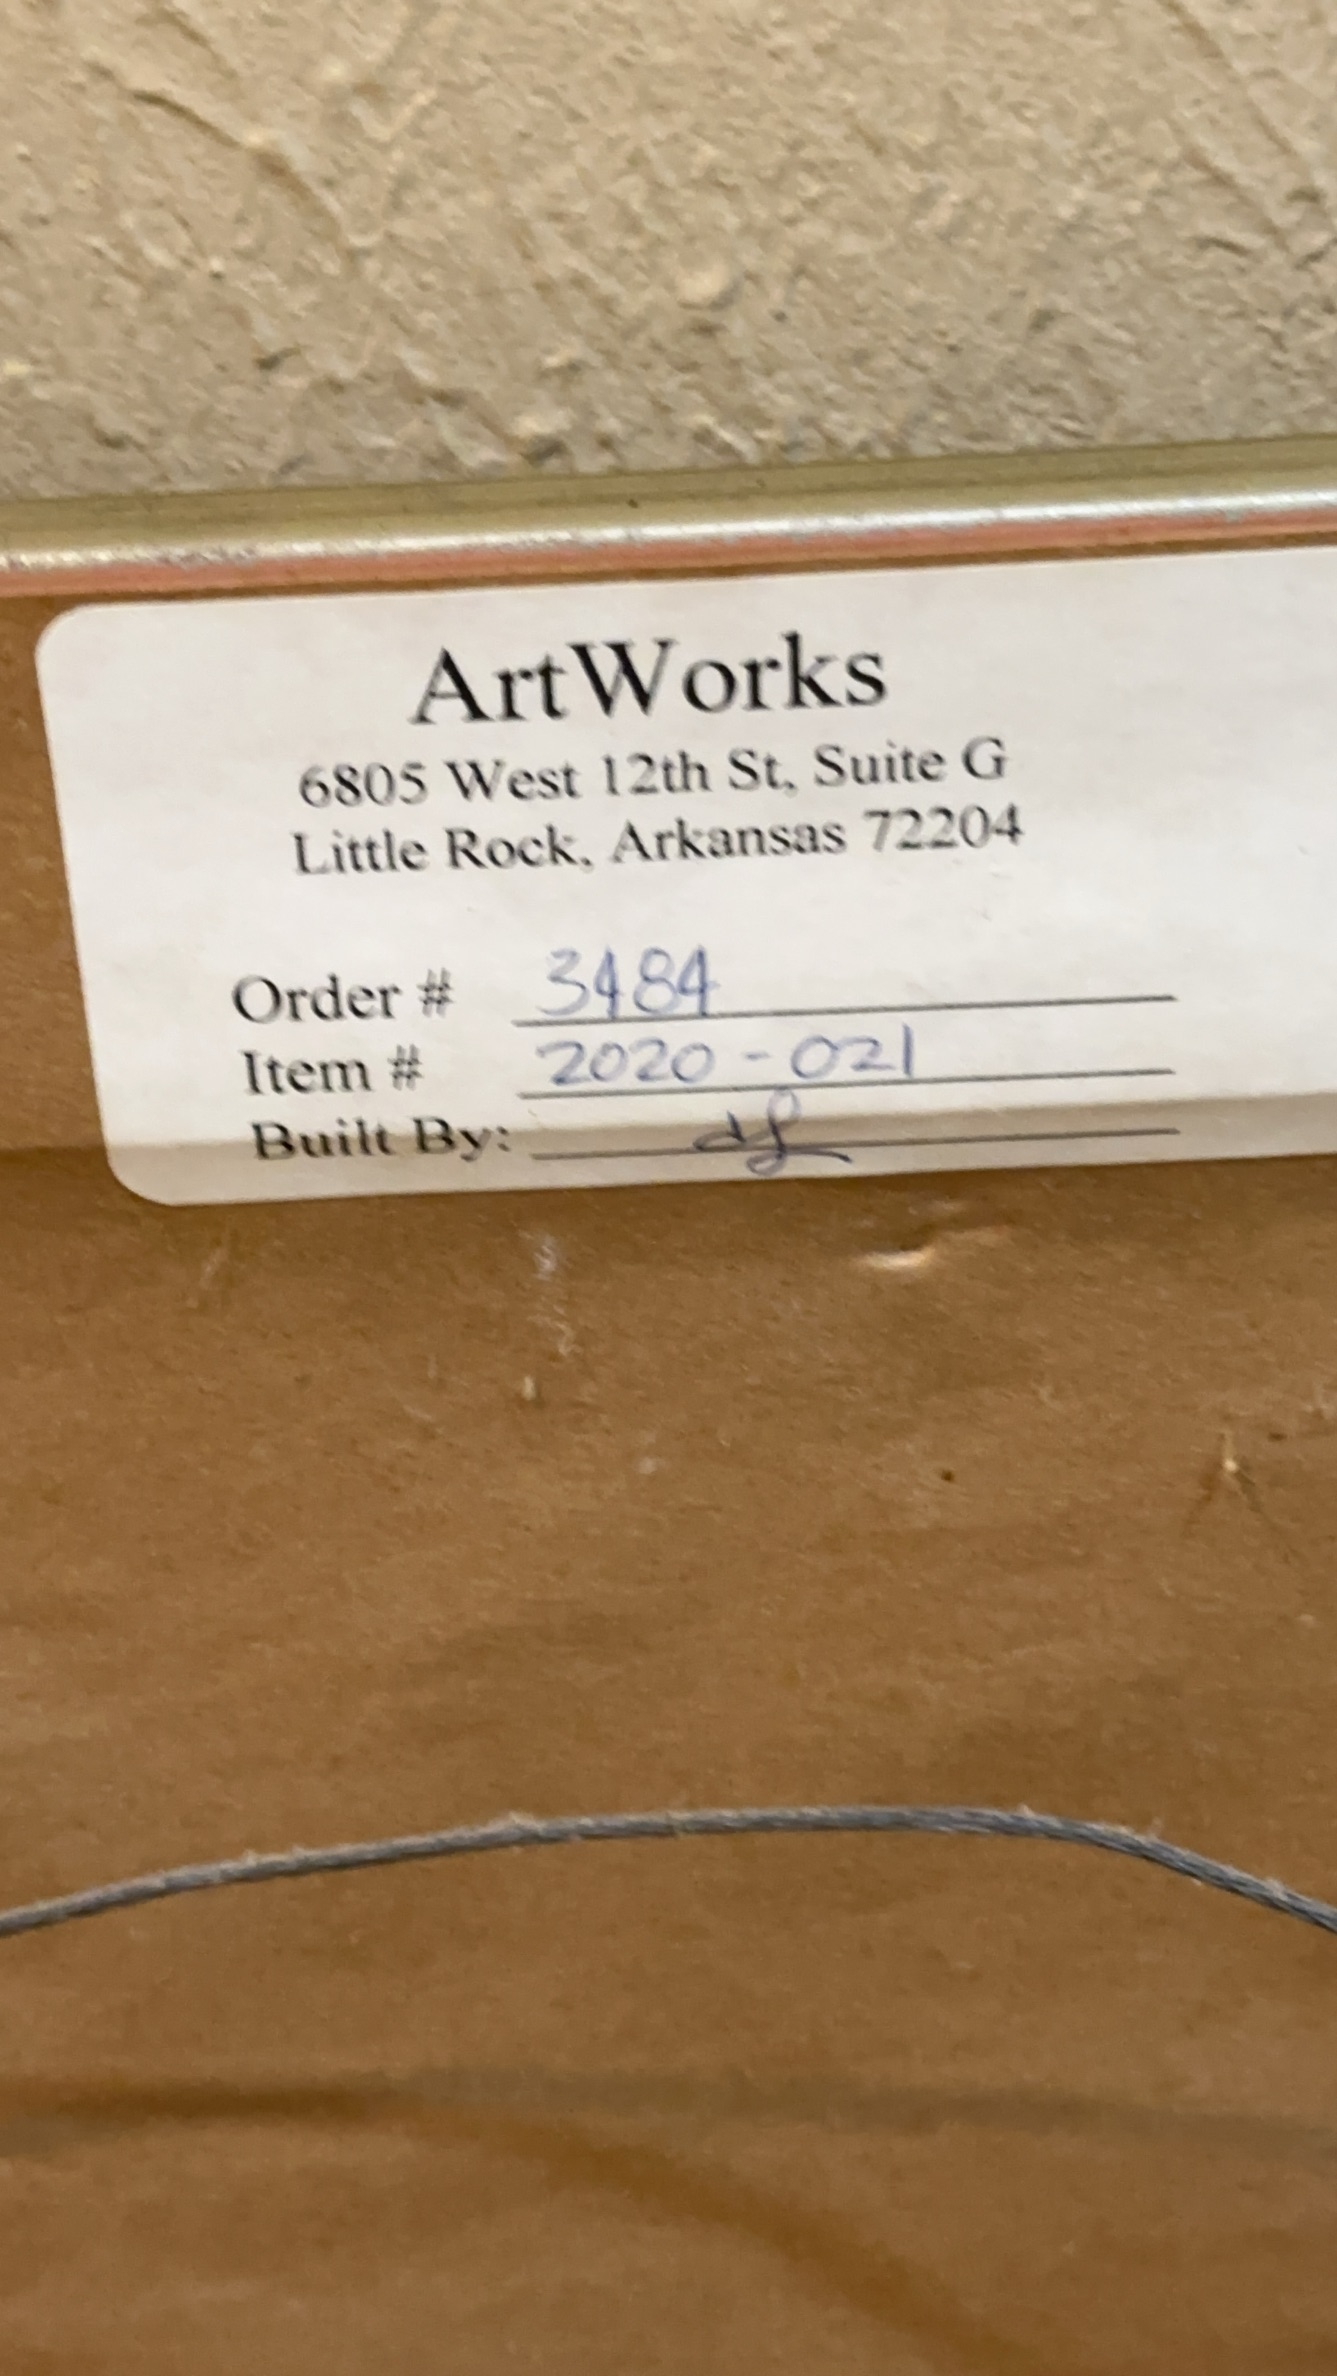 ArtWorks
6805 West 12th St, Suite G
Little Rock, Arkansas 72204
Order # 3484
Item # 2020-021
Built By: